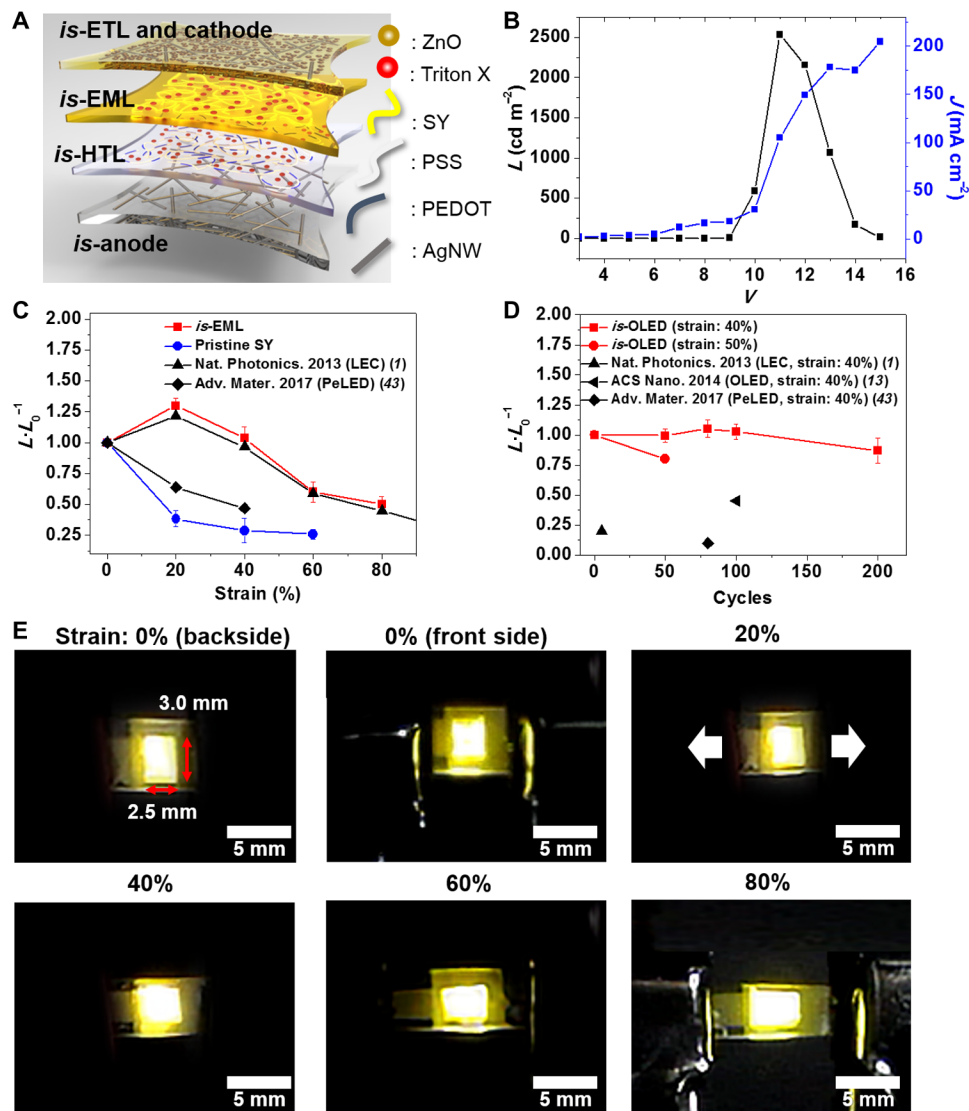 A
is-ETL and cathode
is-EML
is-HTL
is-anode
: ZnO
: Triton X
: SY
: PSS
: PEDOT
: AgNW
B
L (cd m⁻²)
2500
2000
1500
1000
500
0
4 6 8 10 12 14 16
V
200
150
100
50
0
J (mA cm⁻²)
C
L·L₀⁻¹
2.00
1.75
1.50
1.25
1.00
0.75
0.50
0.25
0 20 40 60 80
Strain (%)
is-EML
Pristine SY
Nat. Photonics. 2013 (LEC) (1)
Adv. Mater. 2017 (PeLED) (43)
D
L·L₀⁻¹
2.00
1.75
1.50
1.25
1.00
0.75
0.50
0.25
0.00
0 50 100 200
Cycles
is-OLED (strain: 40%)
is-OLED (strain: 50%)
Nat. Photonics. 2013 (LEC, strain: 40%) (1)
ACS Nano. 2014 (OLED, strain: 40%) (13)
Adv. Mater. 2017 (PeLED, strain: 40%) (43)
E
Strain: 0% (backside)
3.0 mm
2.5 mm
5 mm
0% (front side)
5 mm
20%
5 mm
40%
5 mm
60%
5 mm
80%
5 mm